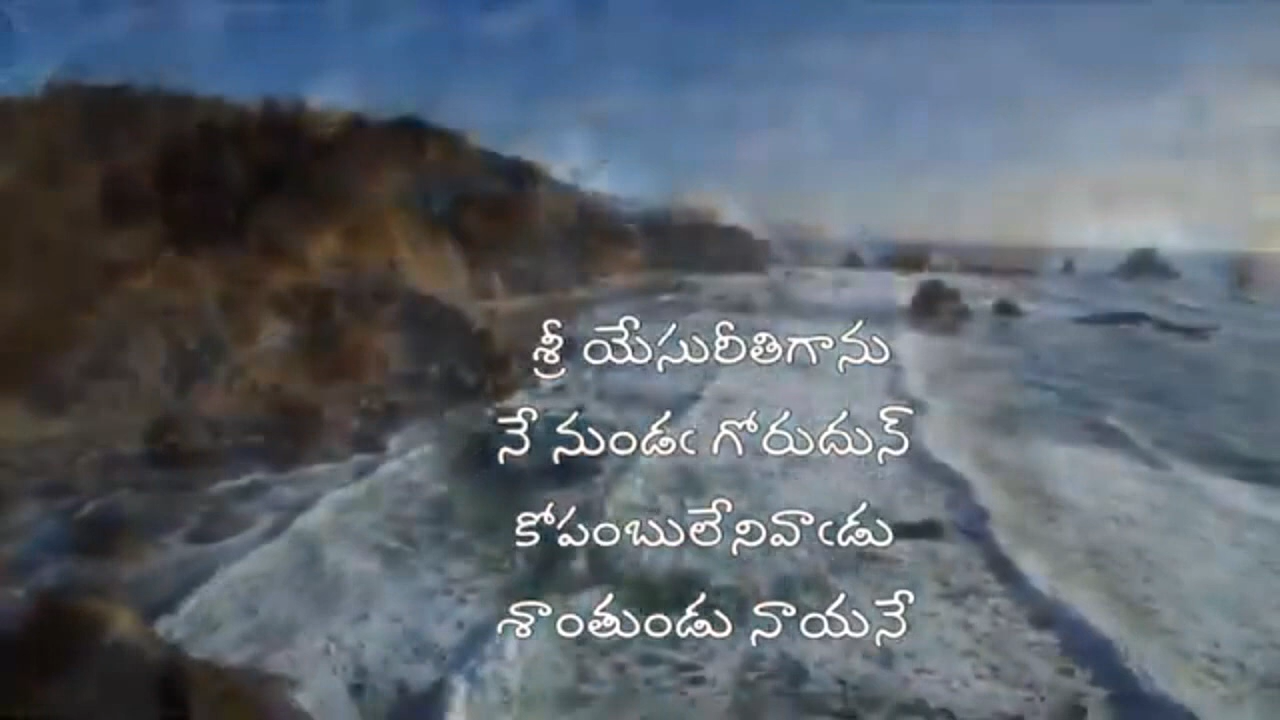 శ్రీ యేసురీతిగాను
నే నుండఁ గోరుదున్
కోపంబులేనివాఁడు
శాంతుండు నాయనే